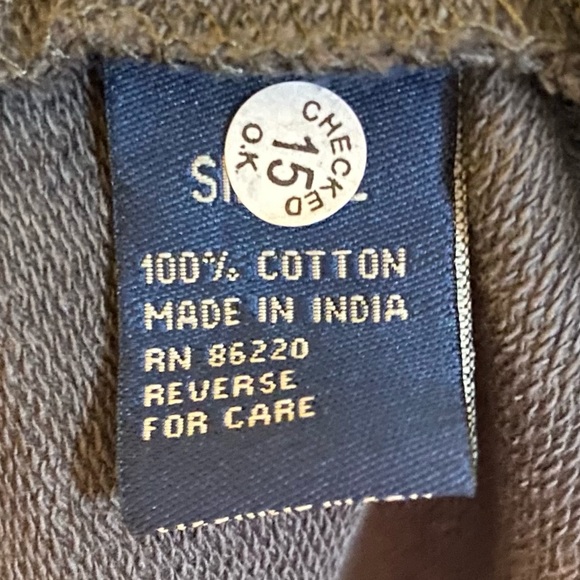 CHECKED
15
O.K
100% COTTON
MADE IN INDIA
RN 86220
REVERSE
FOR CARE